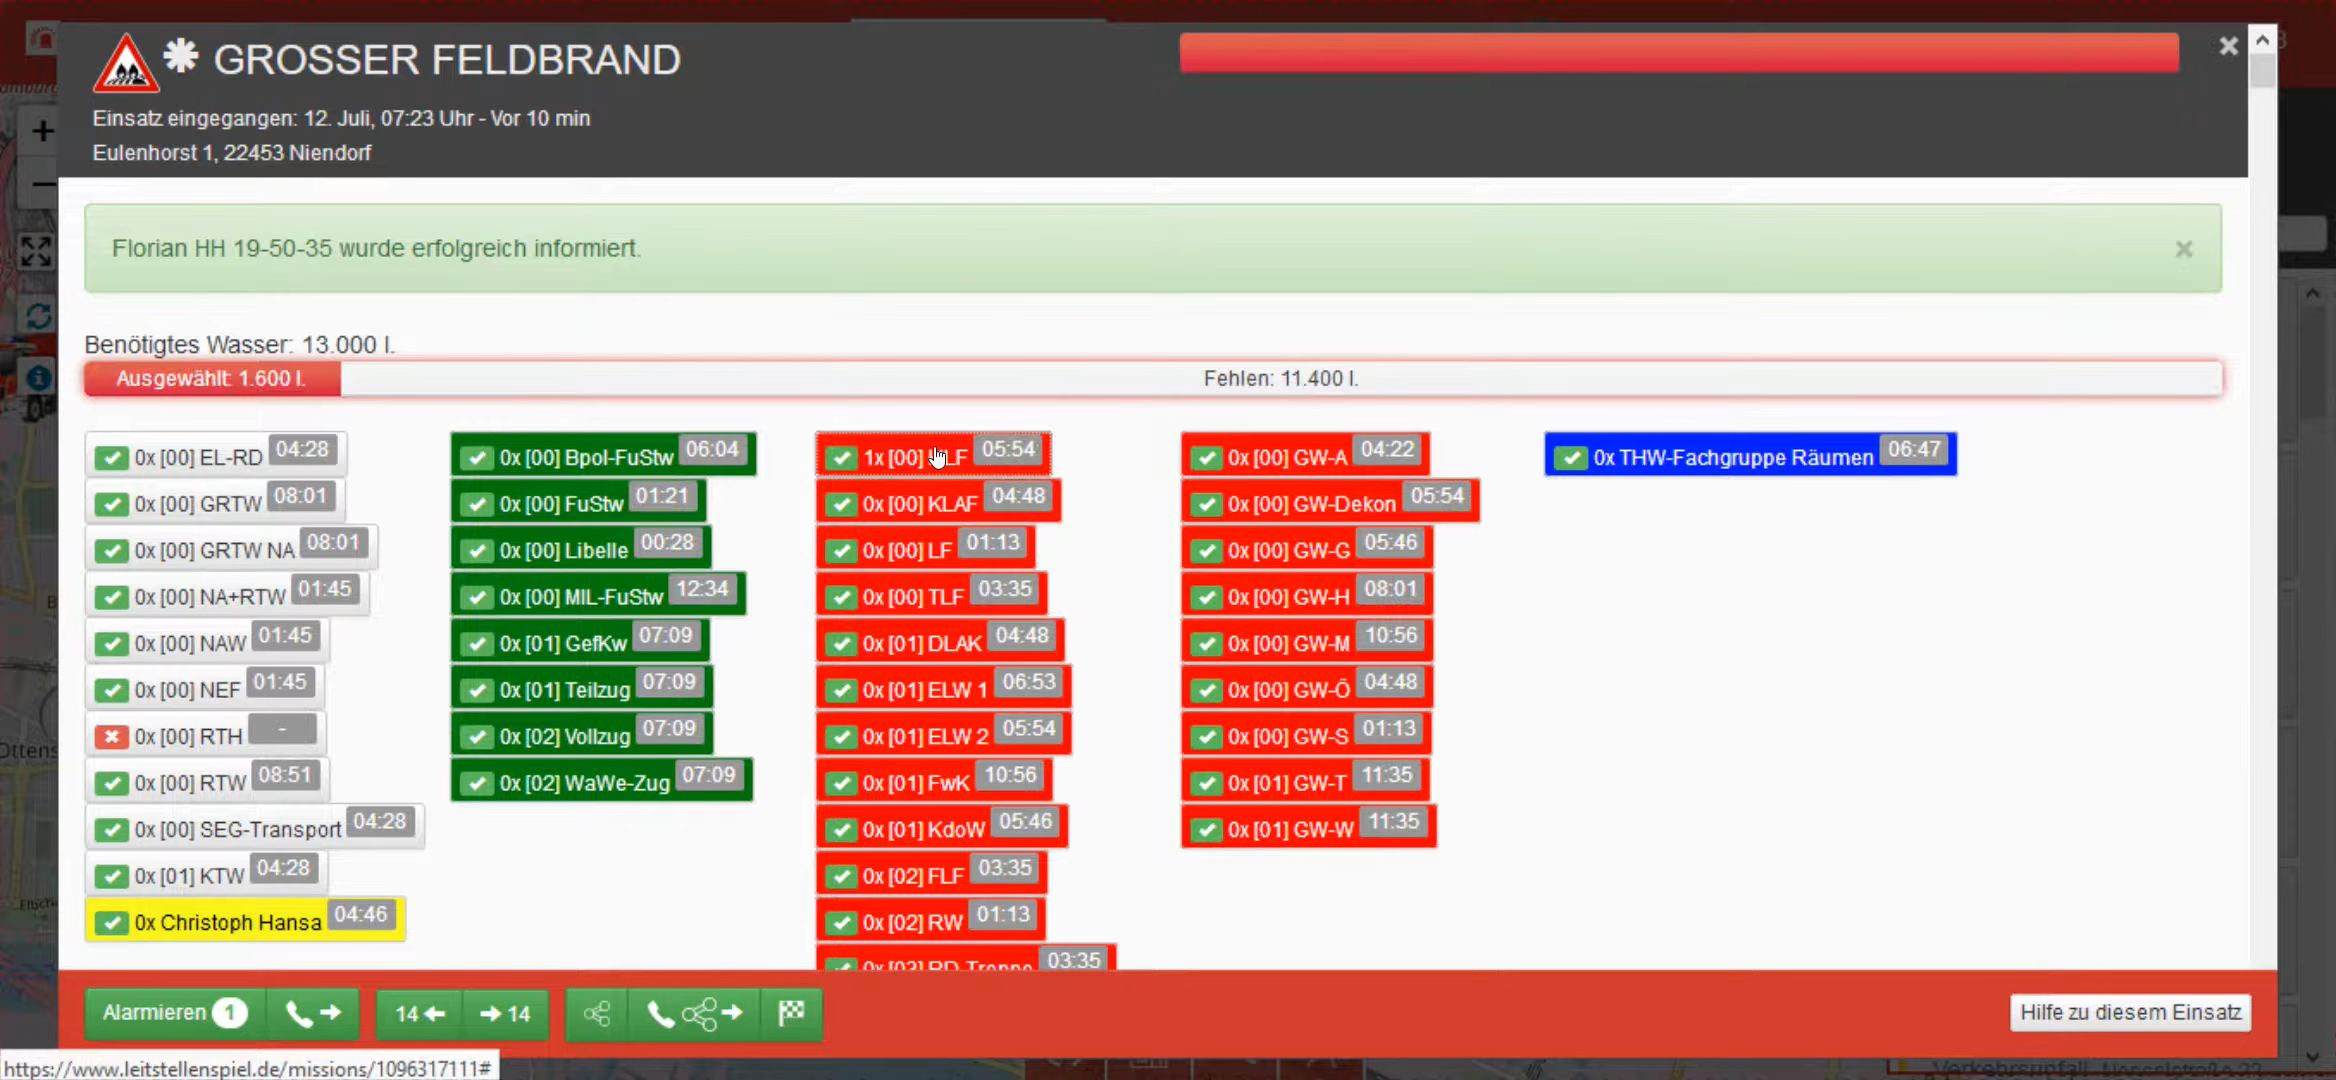 GROSSER FELDBRAND
Einsatz eingegangen: 12. Juli, 07:23 Uhr - Vor 10 min
Eulenhorst 1, 22453 Niendorf
Florian HH 19-50-35 wurde erfolgreich informiert.
Benötigtes Wasser: 13.000 l.
Ausgewählt: 1.600 l.
Fehlen: 11.400 l.
0x [00] EL-RD 04:28
0x [00] GRTW 08:01
0x [00] GRTW NA 08:01
0x [00] NA+RTW 01:45
0x [00] NAW 01:45
0x [00] NEF 01:45
0x [00] RTH -
0x [00] RTW 08:51
0x [00] SEG-Transport 04:28
0x [01] KTW 04:28
0x Christoph Hansa 04:46
0x [00] Bpol-FuStw 06:04
0x [00] FuStw 01:21
0x [00] Libelle 00:28
0x [00] MIL-FuStw 12:34
0x [01] GefKw 07:09
0x [01] Teilzug 07:09
0x [02] Vollzug 07:09
0x [02] WaWe-Zug 07:09
1x [00] 05:54
0x [00] KLAF 04:48
0x [00] LF 01:13
0x [00] TLF 03:35
0x [01] DLAK 04:48
0x [01] ELW 1 06:53
0x [01] ELW 2 05:54
0x [01] FwK 10:56
0x [01] KdoW 05:46
0x [02] FLF 03:35
0x [02] RW 01:13
03:35
0x [00] GW-A 04:22
0x [00] GW-Dekon 05:54
0x [00] GW-G 05:46
0x [00] GW-H 08:01
0x [00] GW-M 10:56
0x [00] GW-Ö 04:48
0x [00] GW-S 01:13
0x [01] GW-T 11:35
0x [01] GW-W 11:35
0x THW-Fachgruppe Räumen 06:47
Alarmieren 1
14
14
Hilfe zu diesem Einsatz
https://www.leitstellenspiel.de/missions/1096317111#
Ottens